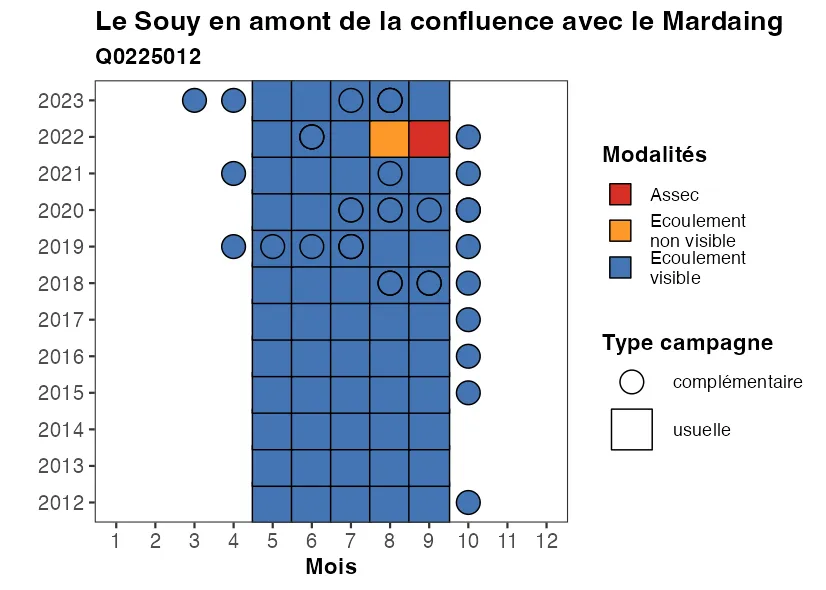 Le Souy en amont de la confluence avec le Mardaing
Q0225012
2023
2022
2021
2020
2019
2018
2017
2016
2015
2014
2013
2012
1 2 3 4 5 6 7 8 9 10 11 12
Mois
Modalités
Assec
Ecoulement
non visible
Ecoulement
visible
Type campagne
complémentaire
usuelle